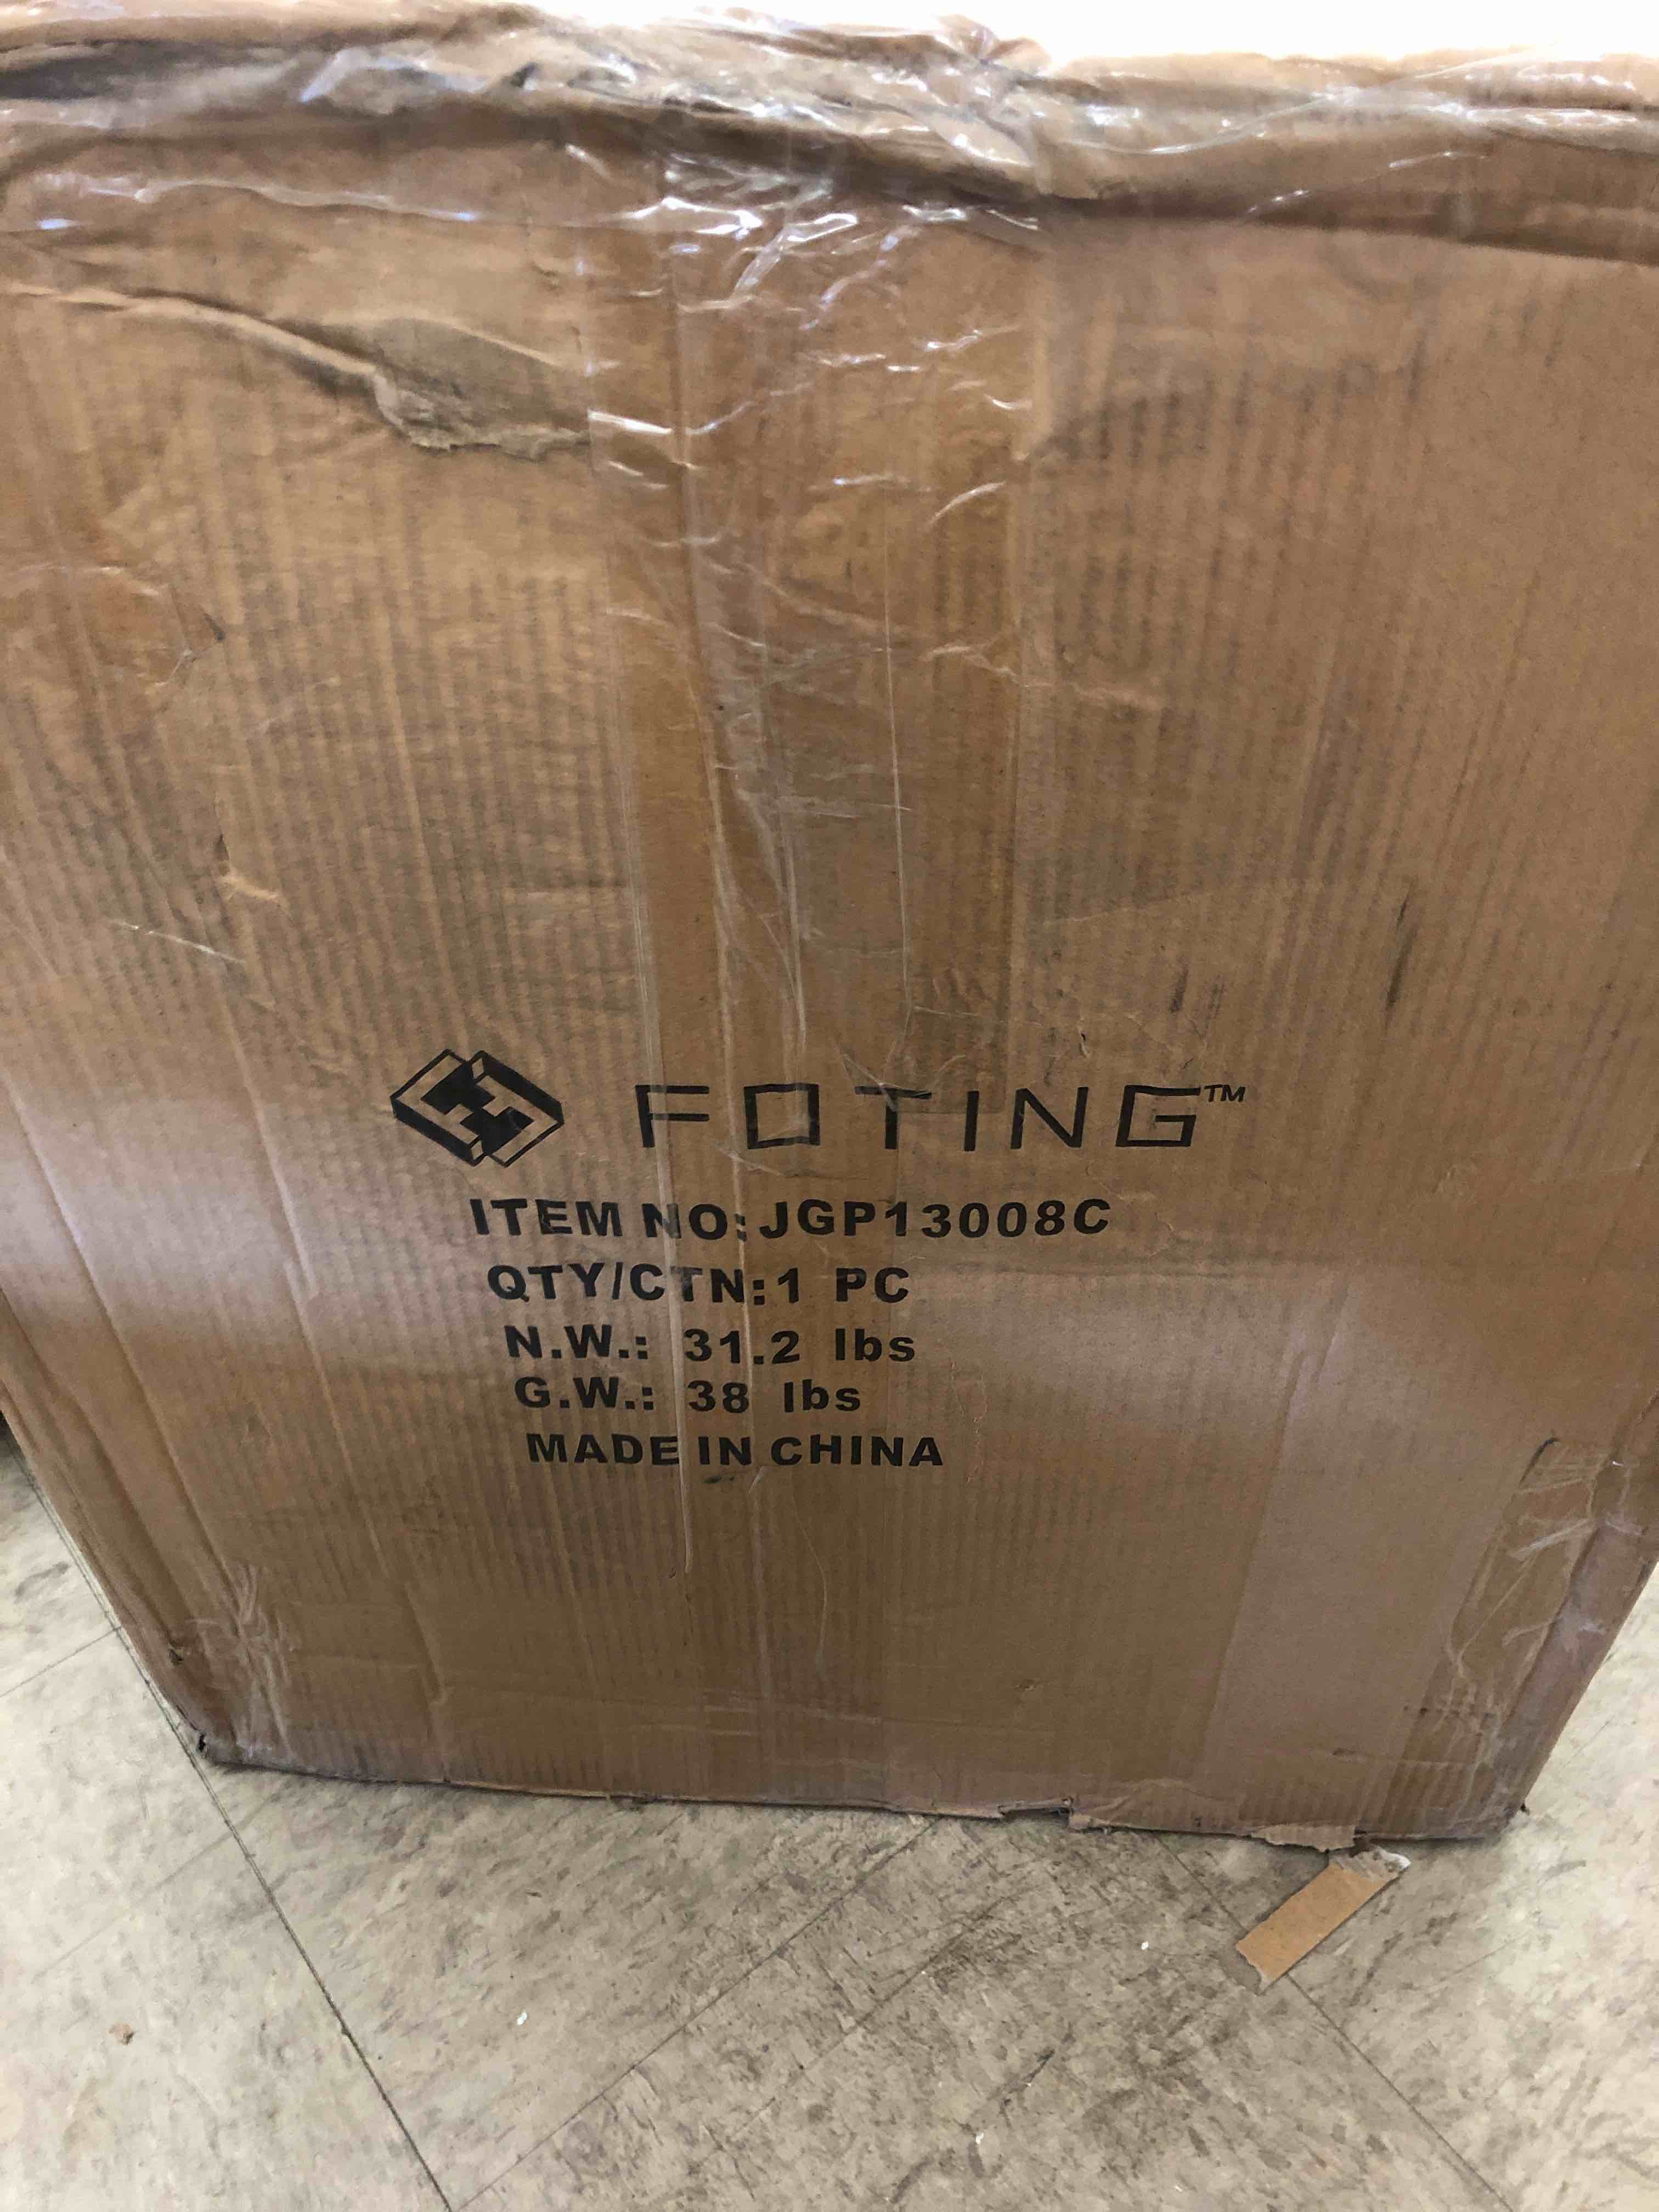 FOTING™
ITEM NO:JGP13008C
QTY/CTN:1 PC
N.W.: 31.2 lbs
G.W.: 38 lbs
MADE IN CHINA